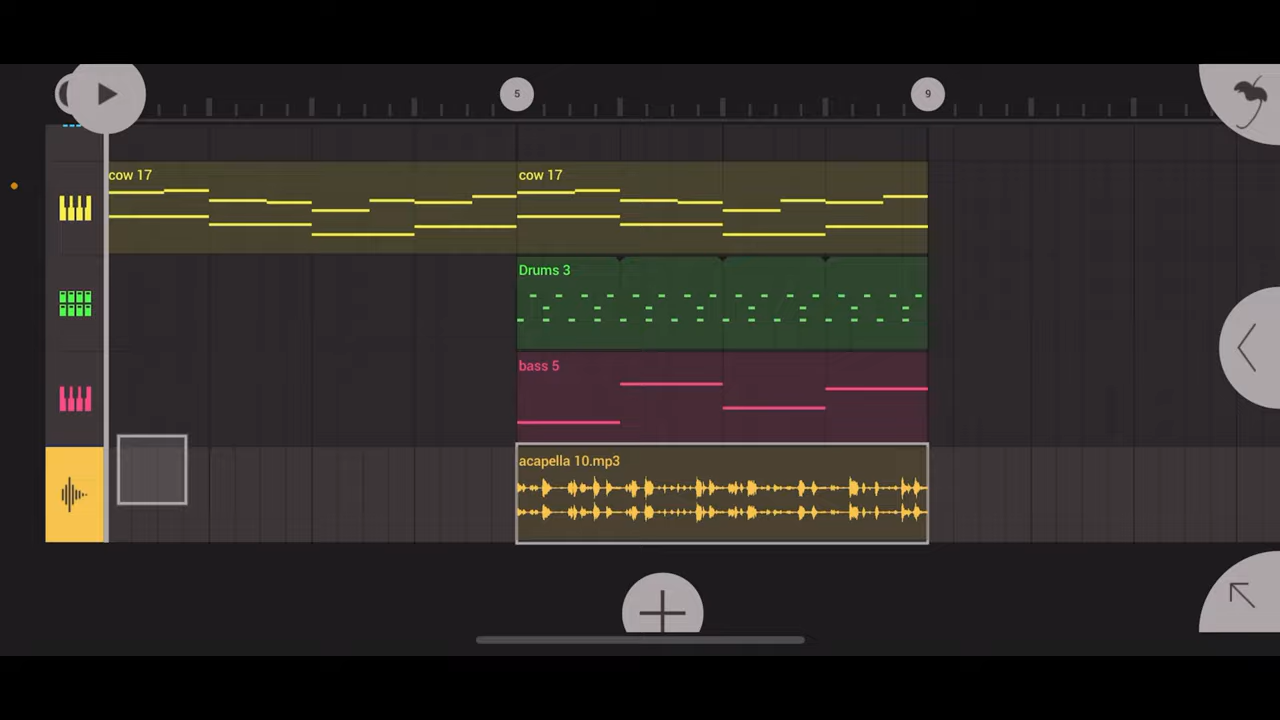 5 9
cow 17 cow 17
Drums 3
bass 5
acapella 10.mp3